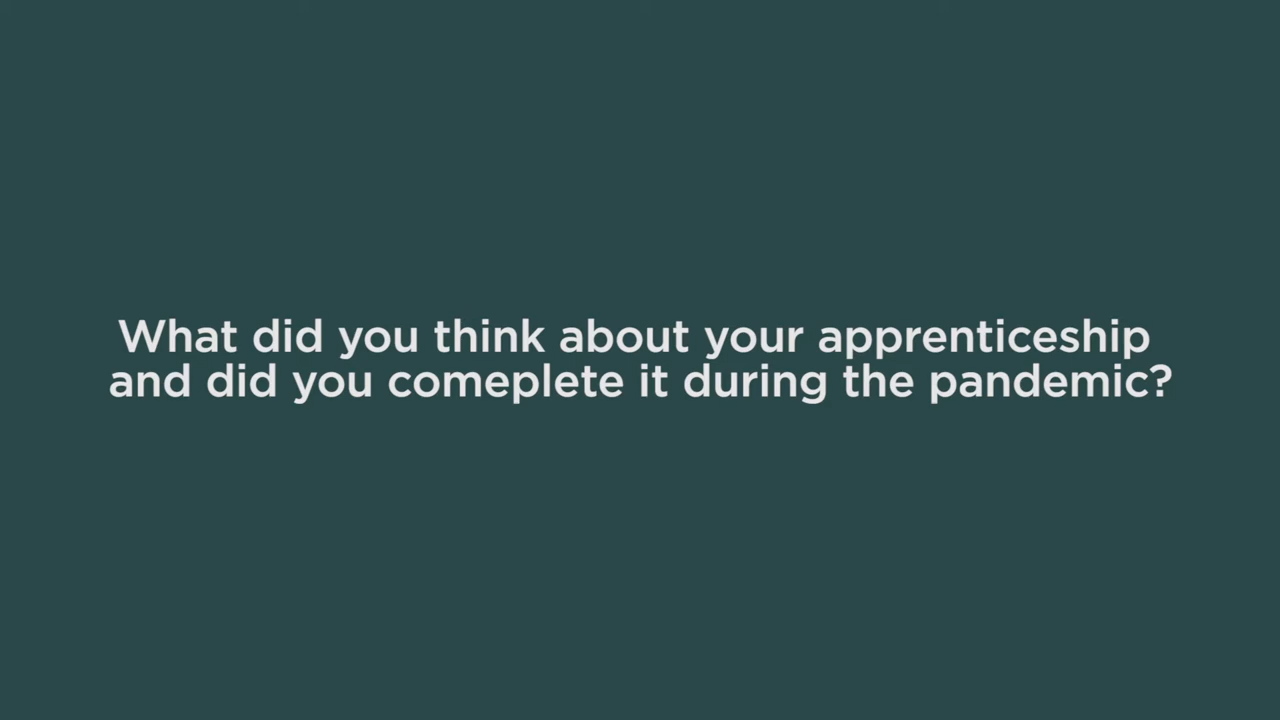 What did you think about your apprenticeship
and did you comeplete it during the pandemic?